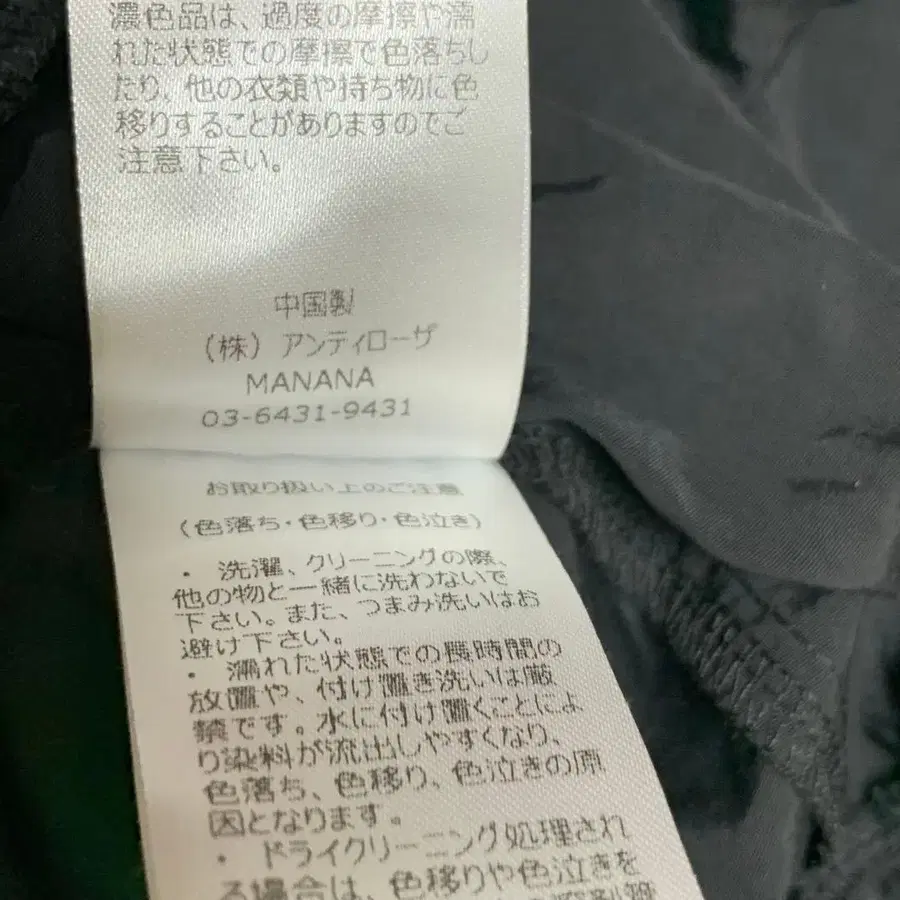 濃色品は、過度の摩擦や濡
れた状態での摩擦で色落ちし
たり、他の衣類や持ち物に色
移りすることがありますのでご
注意下さい。
中国製
(株) アンティローザ
MANANA
03-6431-9431
お取り扱い上のご注意
(色落ち・色移り・色泣き)
・ 洗濯、クリーニングの際、
他の物と一緒に洗わないで
下さい。また、つまみ洗いはお
避け下さい。
・ 濡れた状態での長時間の
放置や、付け置き洗いは厳
禁です。水に付け置くことによ
り染料が流出しやすくなり、
色落ち、色移り、色泣きの原
因となります。
・ ドライクリーニング処理され
る場合は、色移りや色泣きを